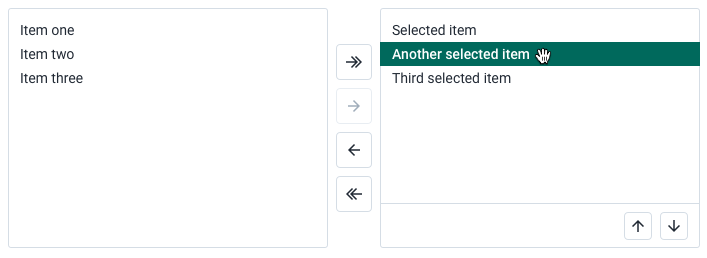 Item one
Item two
Item three
Selected item
Another selected item
Third selected item